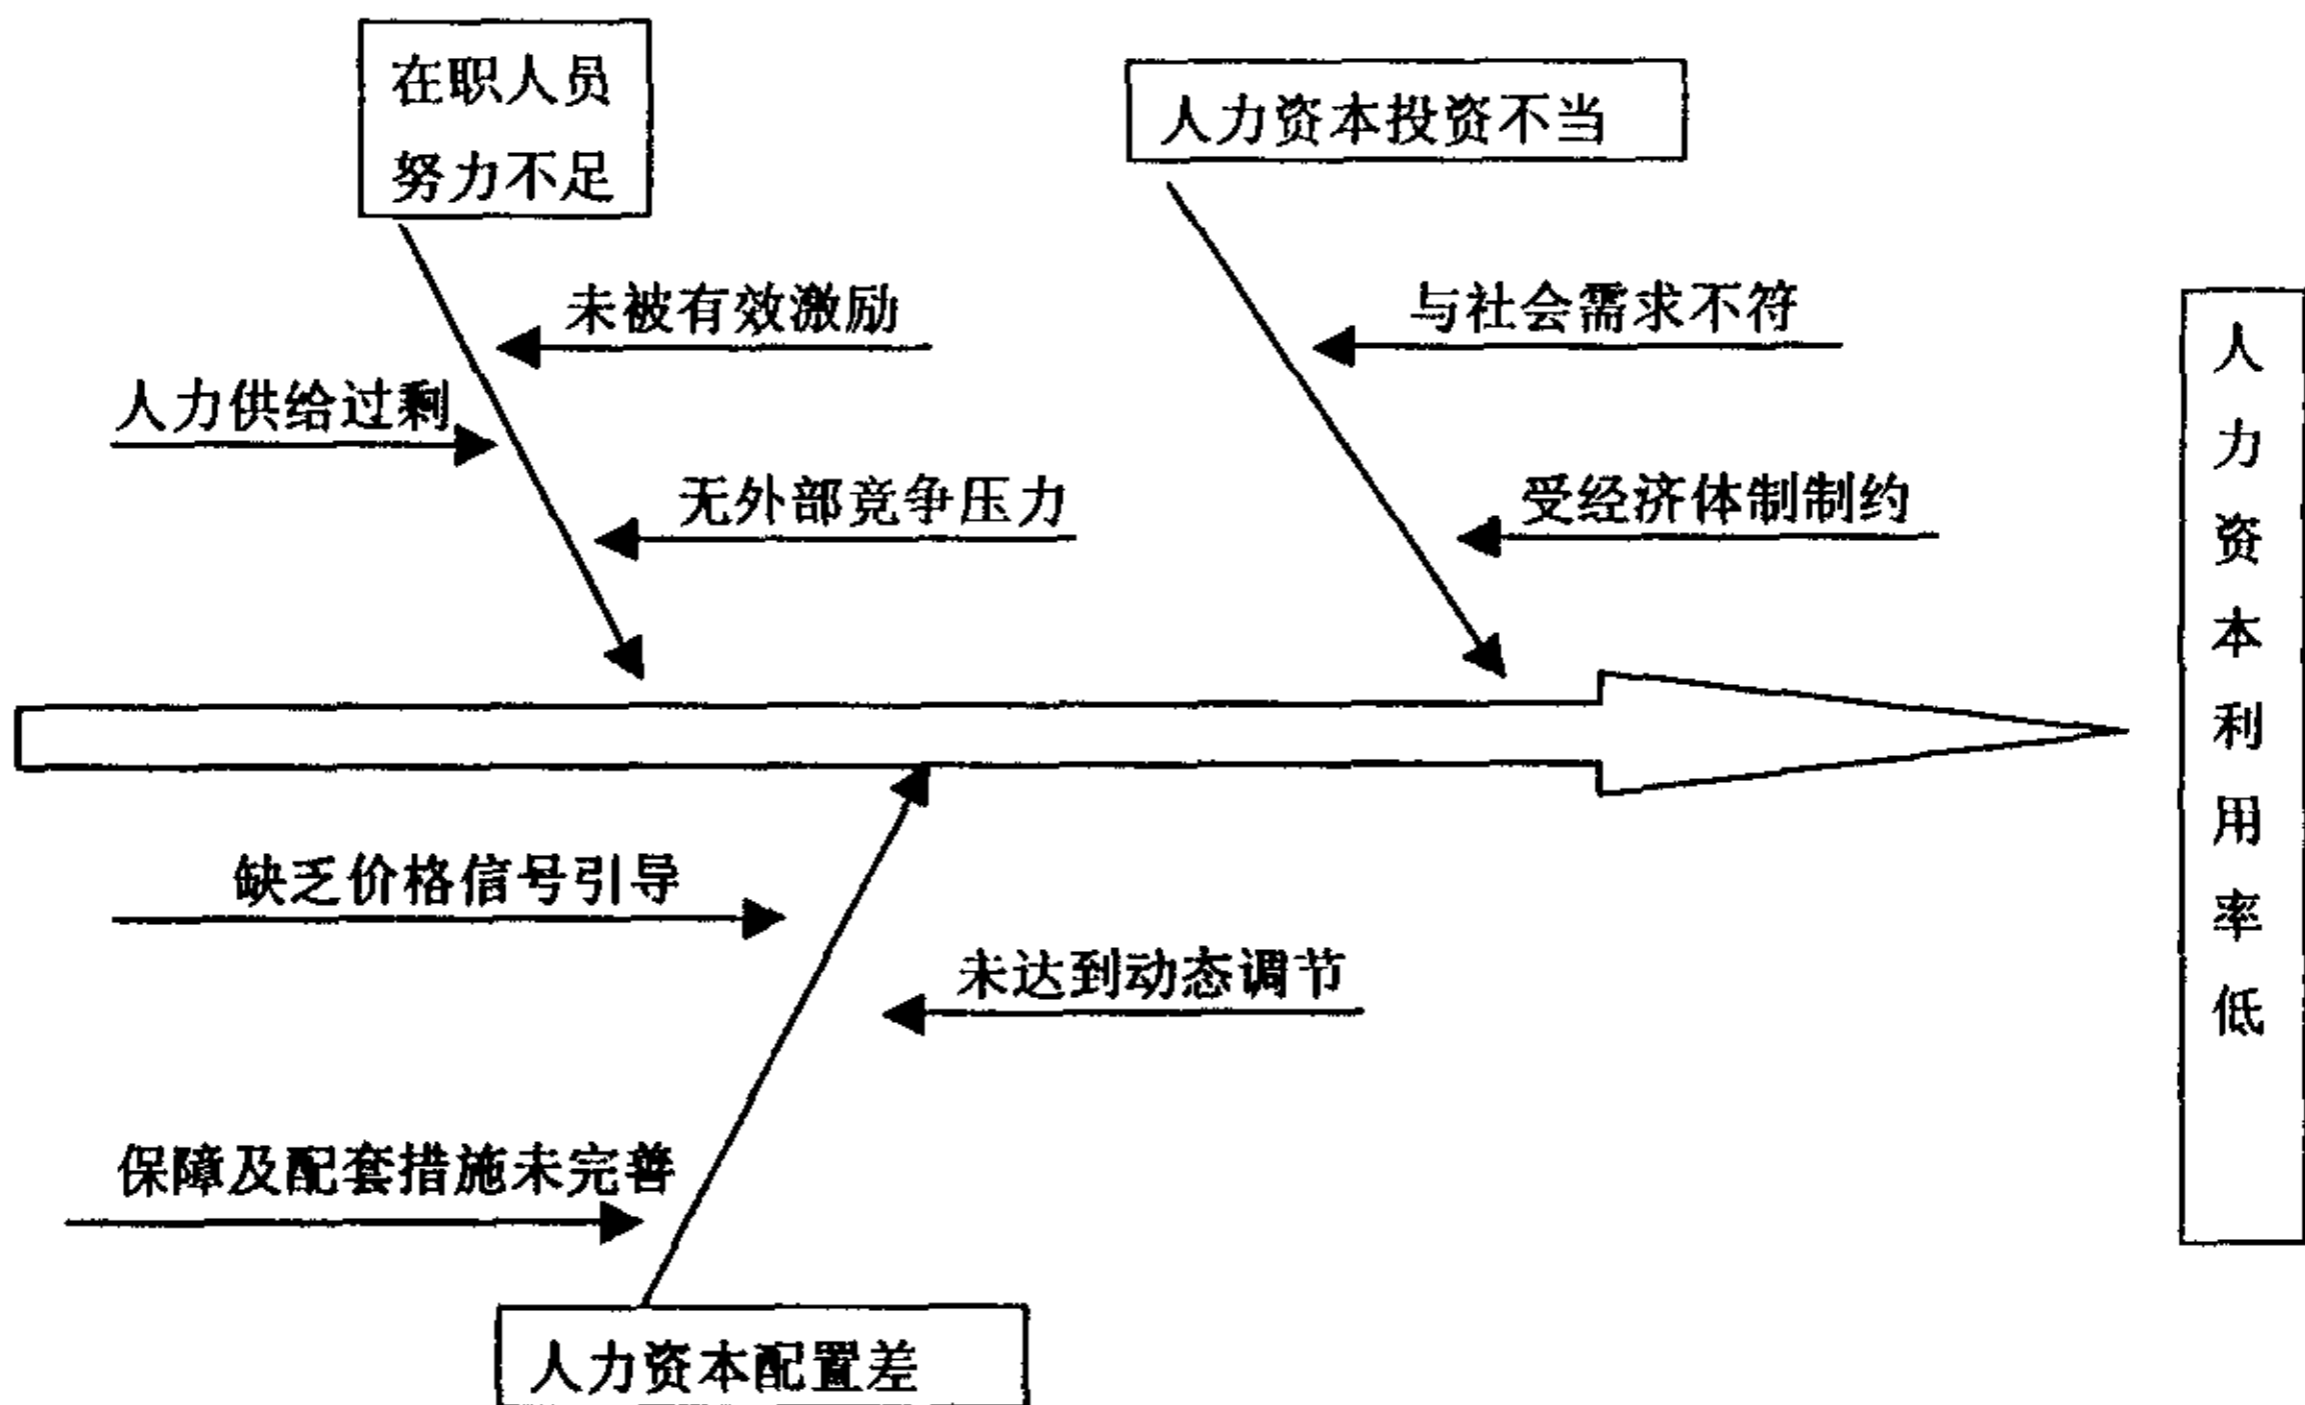 在职人员
努力不足
人力资本投资不当
未被有效激励
与社会需求不符
人力供给过剩
无外部竞争压力
受经济体制制约
人力资本利用率低
缺乏价格信号引导
未达到动态调节
保障及配套措施未完善
人力资本配置差